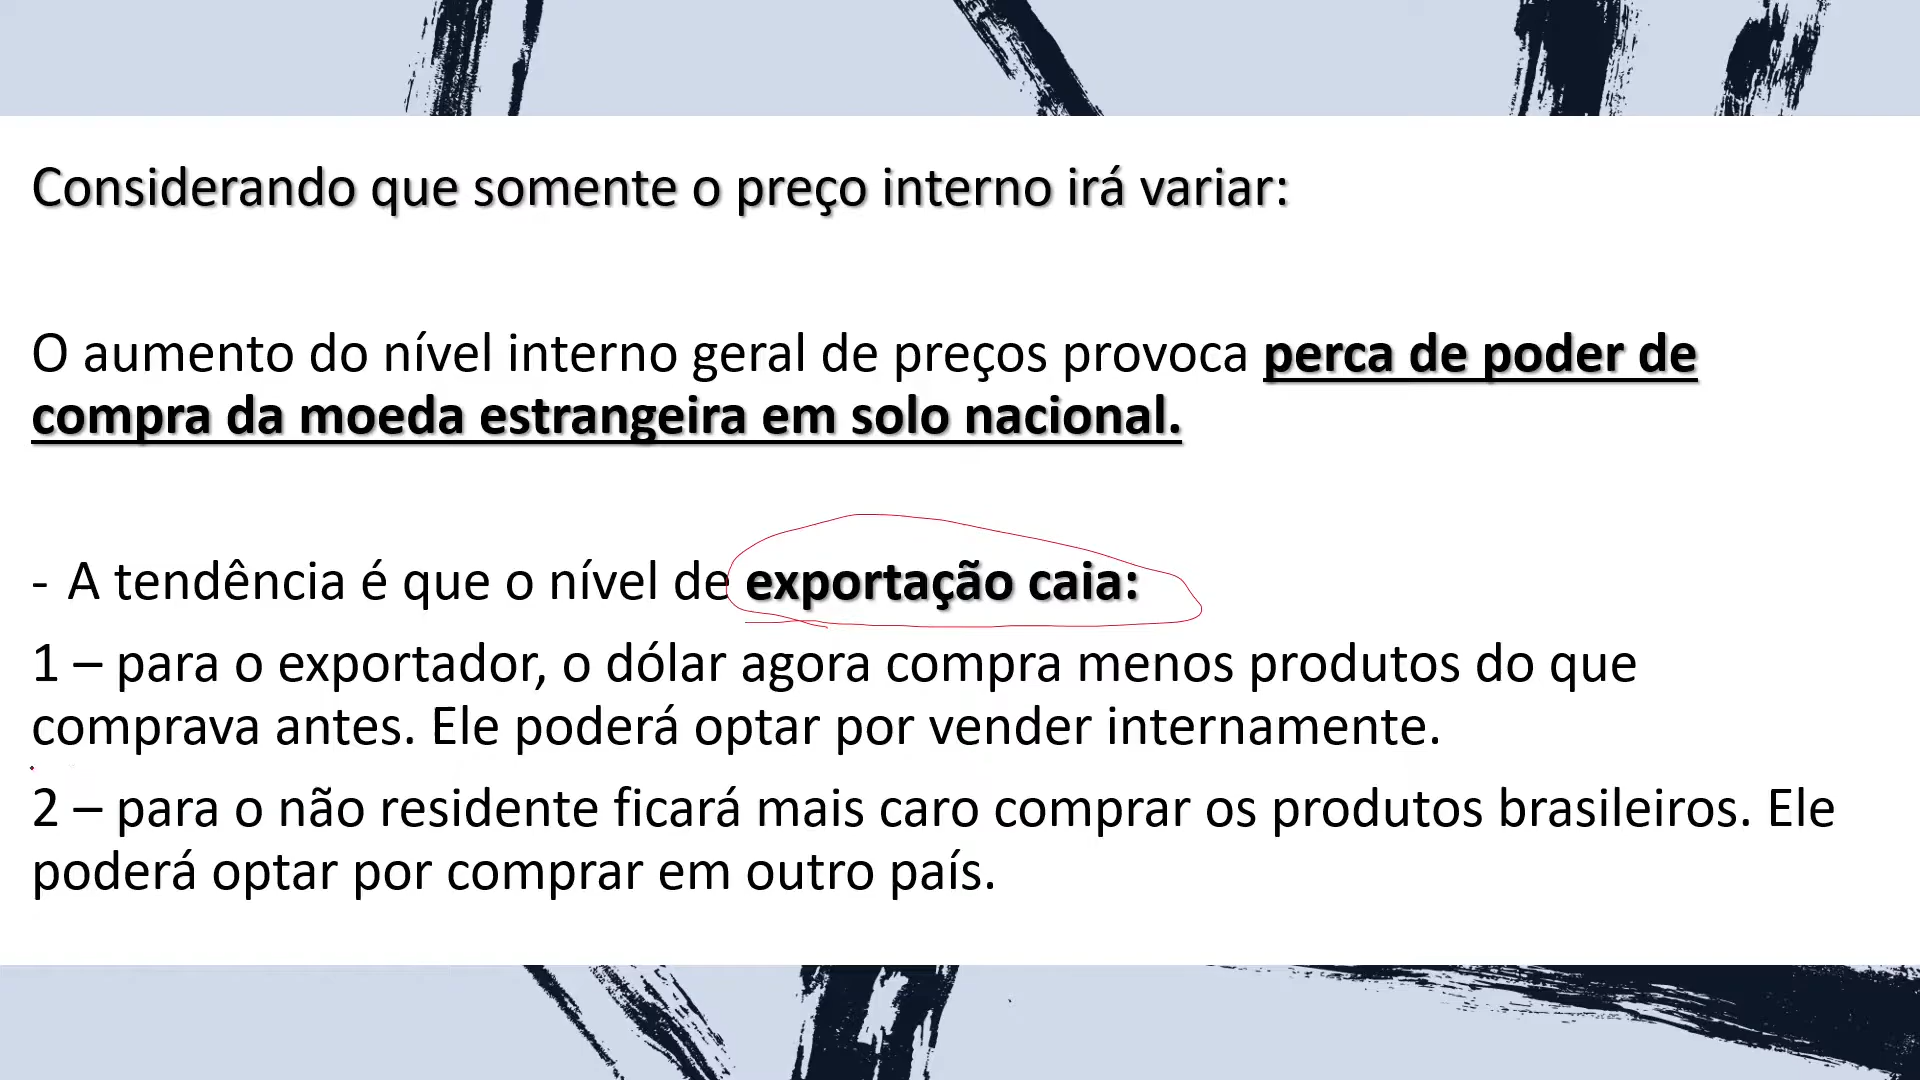 Considerando que somente o preço interno irá variar:
O aumento do nível interno geral de preços provoca perca de poder de
compra da moeda estrangeira em solo nacional.
- A tendência é que o nível de exportação caia:
1 – para o exportador, o dólar agora compra menos produtos do que
comprava antes. Ele poderá optar por vender internamente.
2 – para o não residente ficará mais caro comprar os produtos brasileiros. Ele
poderá optar por comprar em outro país.